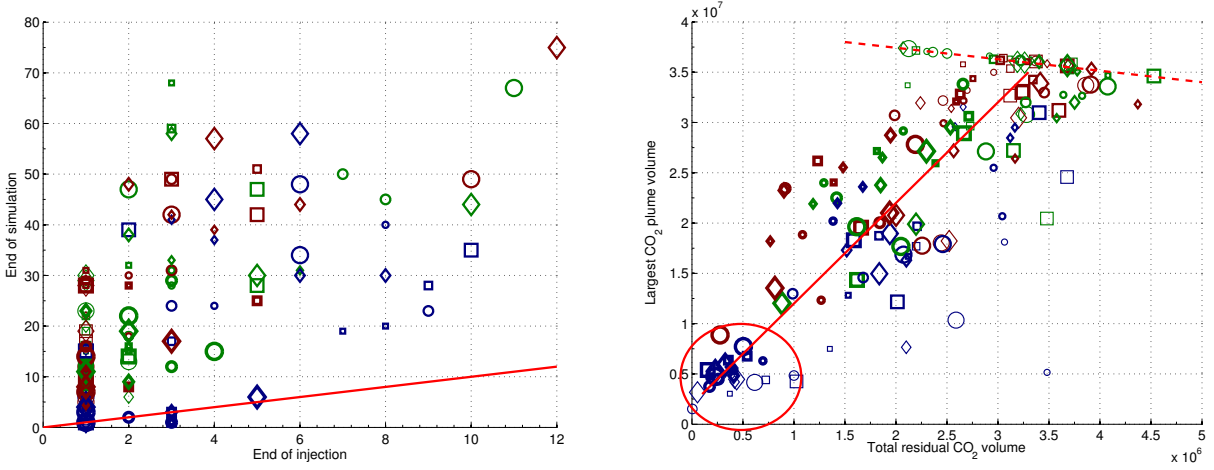 80
70
60
50
40
30
20
10
0
End of simulation
0 2 4 6 8 10 12
End of injection
x 10^7
4
3.5
3
2.5
2
1.5
1
0.5
0
Largest CO2 plume volume
0 0.5 1 1.5 2 2.5 3 3.5 4 4.5 5
Total residual CO2 volume
x 10^6